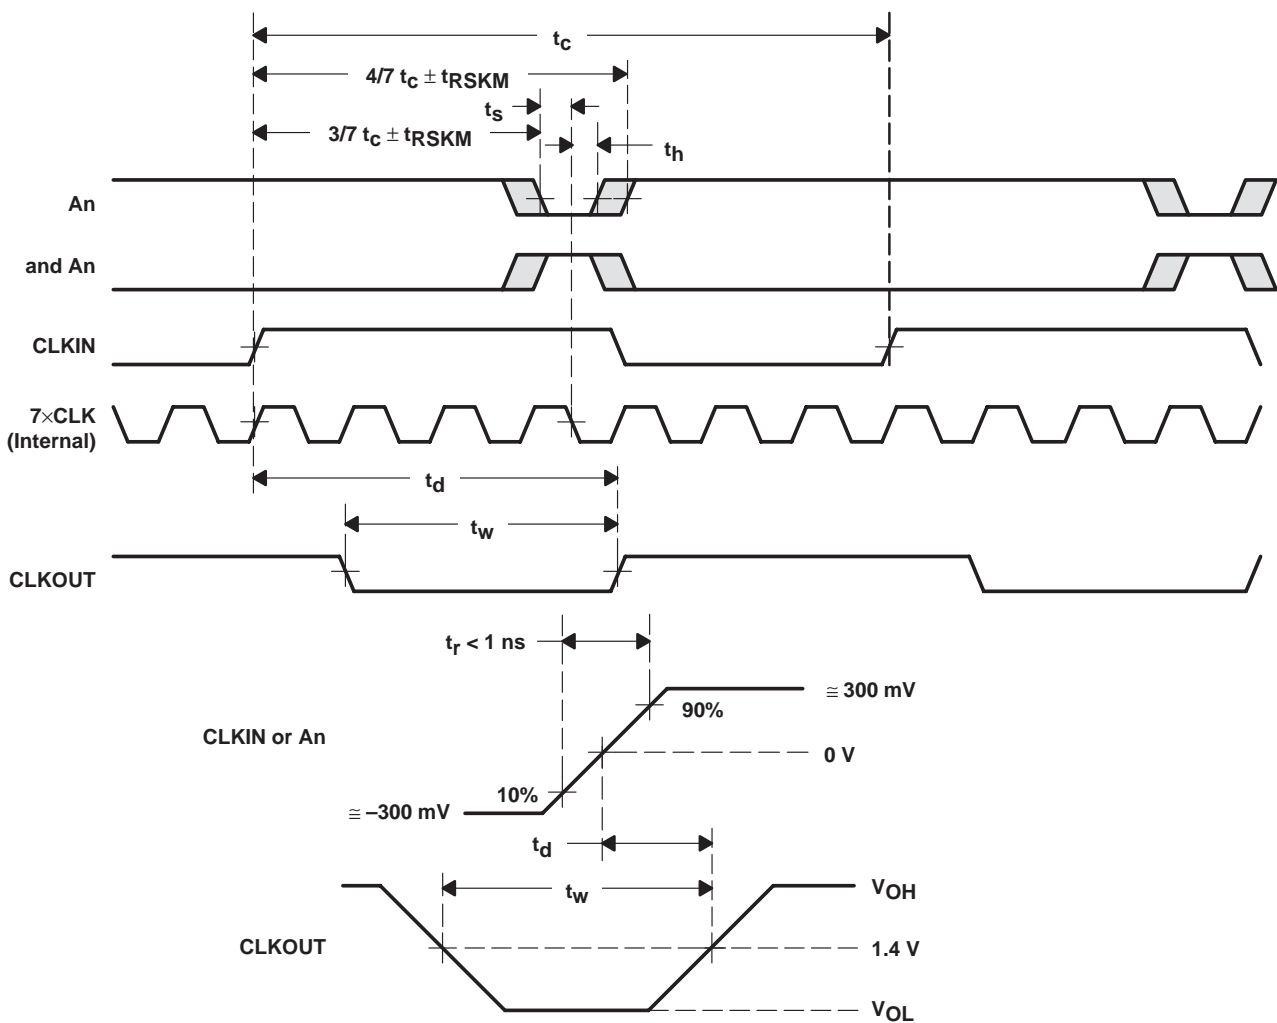 tc
4/7 tc ± tRSKM
ts
3/7 tc ± tRSKM
th
An
and An
CLKIN
7×CLK
(Internal)
td
tw
CLKOUT
tr < 1 ns
≅ 300 mV
90%
CLKIN or An
0 V
10%
≅ –300 mV
td
tw
VOH
CLKOUT
1.4 V
VOL